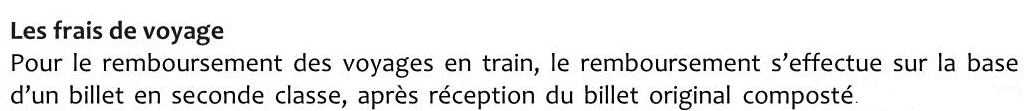 Les frais de voyage
Pour le remboursement des voyages en train, le remboursement s’effectue sur la base
d’un billet en seconde classe, après réception du billet original composté.